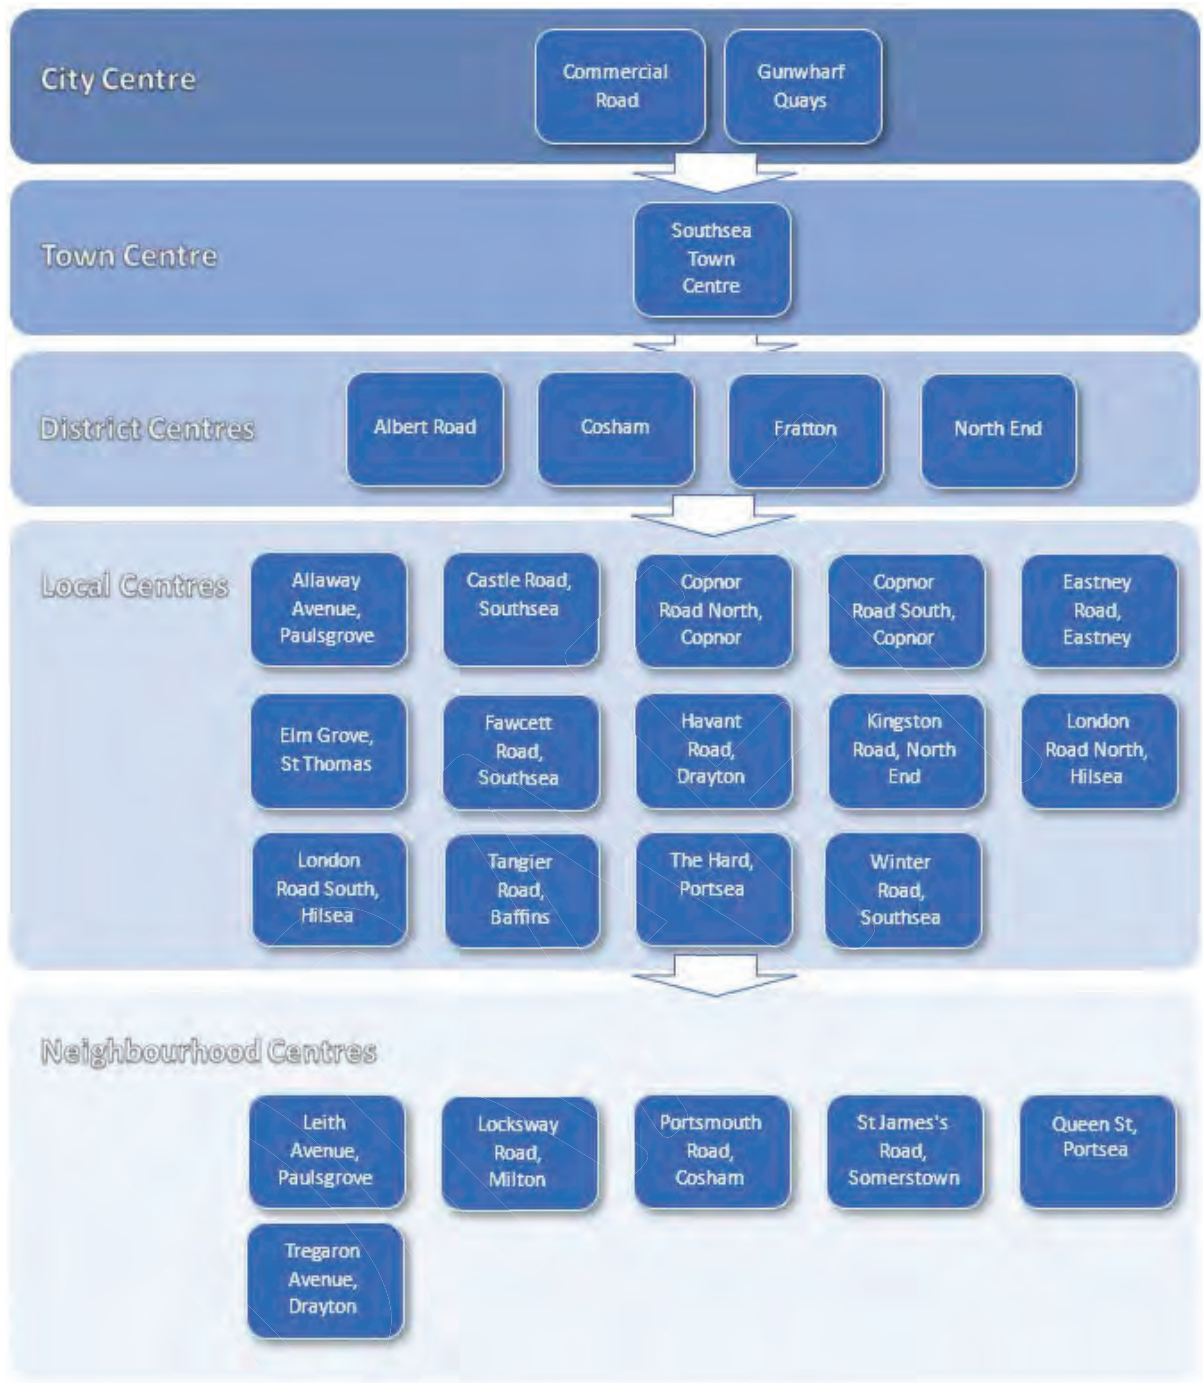 City Centre
Commercial
Road
Gunwharf
Quays
Town Centre
Southsea
Town
Centre
District Centres
Albert Road
Cosham
Fratton
North End
Local Centres
Allaway
Avenue,
Paulsgrove
Castle Road,
Southsea
Copnor
Road North,
Copnor
Copnor
Road South,
Copnor
Eastney
Road,
Eastney
Elm Grove,
St Thomas
Fawcett
Road,
Southsea
Havant
Road,
Drayton
Kingston
Road, North
End
London
Road North,
Hilsea
London
Road South,
Hilsea
Tangier
Road,
Baffins
The Hard,
Portsea
Winter
Road,
Southsea
Neighbourhood Centres
Leith
Avenue,
Paulsgrove
Locksway
Road,
Milton
Portsmouth
Road,
Cosham
St James's
Road,
Somerstown
Queen St,
Portsea
Tregaron
Avenue,
Drayton